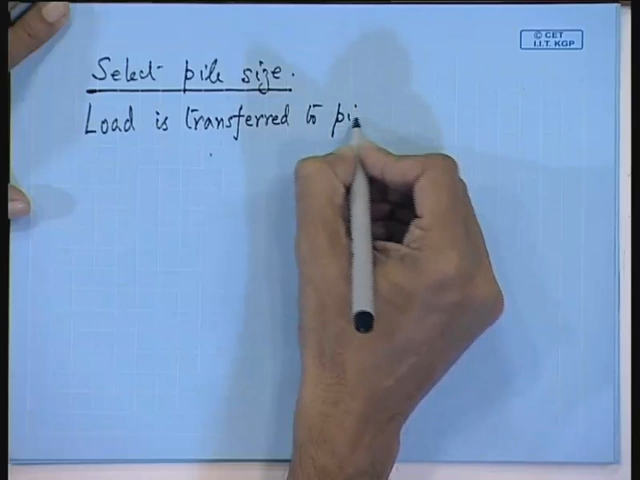 © CET
I.I.T. KGP
Select pile size.
Load is transferred to pi